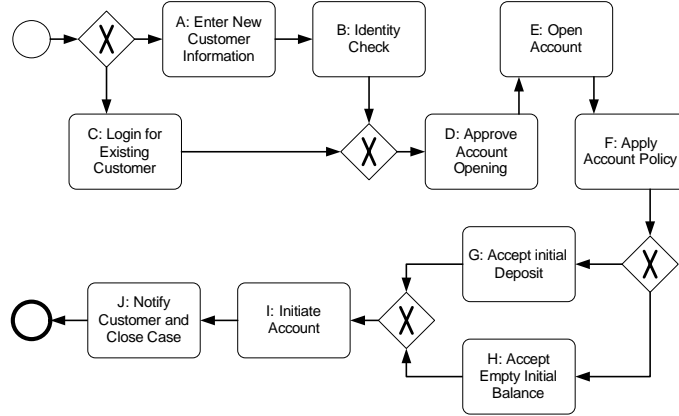 A: Enter New
Customer
Information
B: Identity
Check
E: Open
Account
C: Login for
Existing
Customer
D: Approve
Account
Opening
F: Apply
Account Policy
G: Accept initial
Deposit
J: Notify
Customer and
Close Case
I: Initiate
Account
H: Accept
Empty Initial
Balance